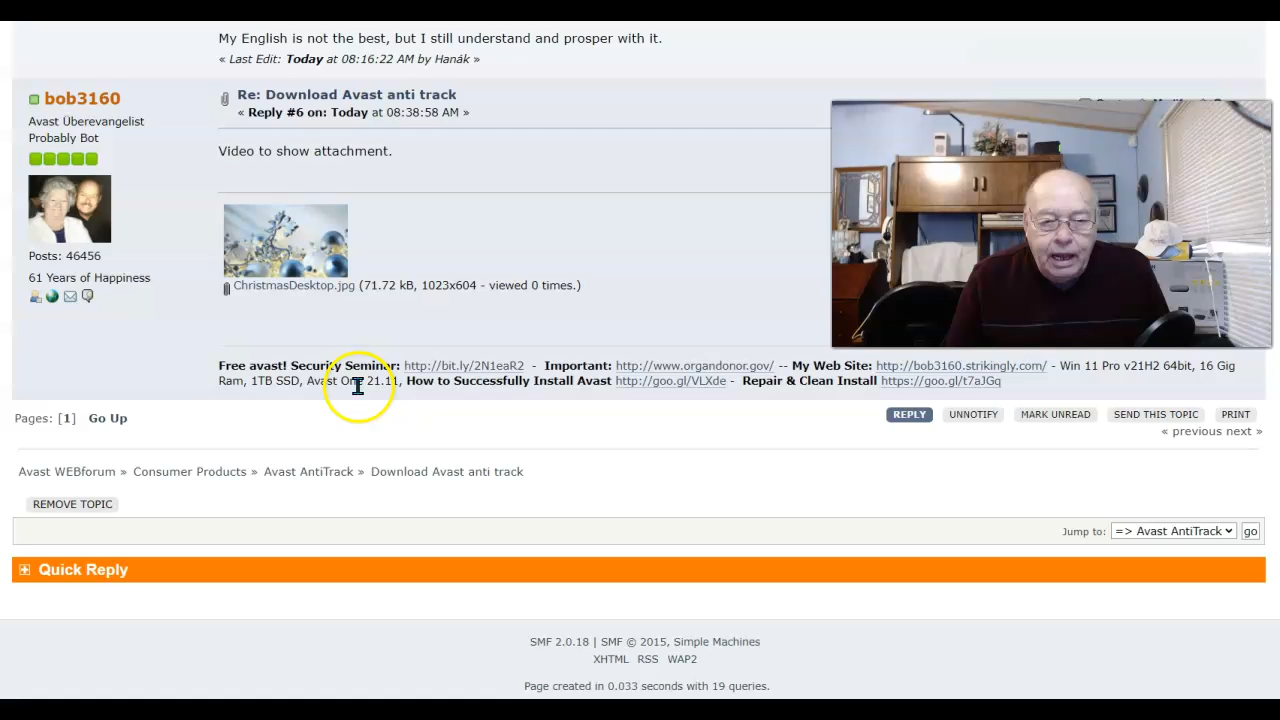 My English is not the best, but I still understand and prosper with it.
« Last Edit: Today at 08:16:22 AM by Hanák »
bob3160
Avast Überevangelist
Probably Bot
Posts: 46456
61 Years of Happiness
Re: Download Avast anti track
« Reply #6 on: Today at 08:38:58 AM »
Video to show attachment.
ChristmasDesktop.jpg (71.72 kB, 1023x604 - viewed 0 times.)
Free avast! Security Seminar: http://bit.ly/2N1eaR2 - Important: http://www.organdonor.gov/ -- My Web Site: http://bob3160.strikingly.com/ - Win 11 Pro v21H2 64bit, 16 Gig
Ram, 1TB SSD, Avast One 21.11, How to Successfully Install Avast http://goo.gl/VLXde - Repair & Clean Install https://goo.gl/t7aJGq
Pages: [1] Go Up
REPLY UNNOTIFY MARK UNREAD SEND THIS TOPIC PRINT
« previous next »
Avast WEBforum » Consumer Products » Avast AntiTrack » Download Avast anti track
REMOVE TOPIC
Jump to: => Avast AntiTrack go
Quick Reply
SMF 2.0.18 | SMF © 2015, Simple Machines
XHTML RSS WAP2
Page created in 0.033 seconds with 19 queries.